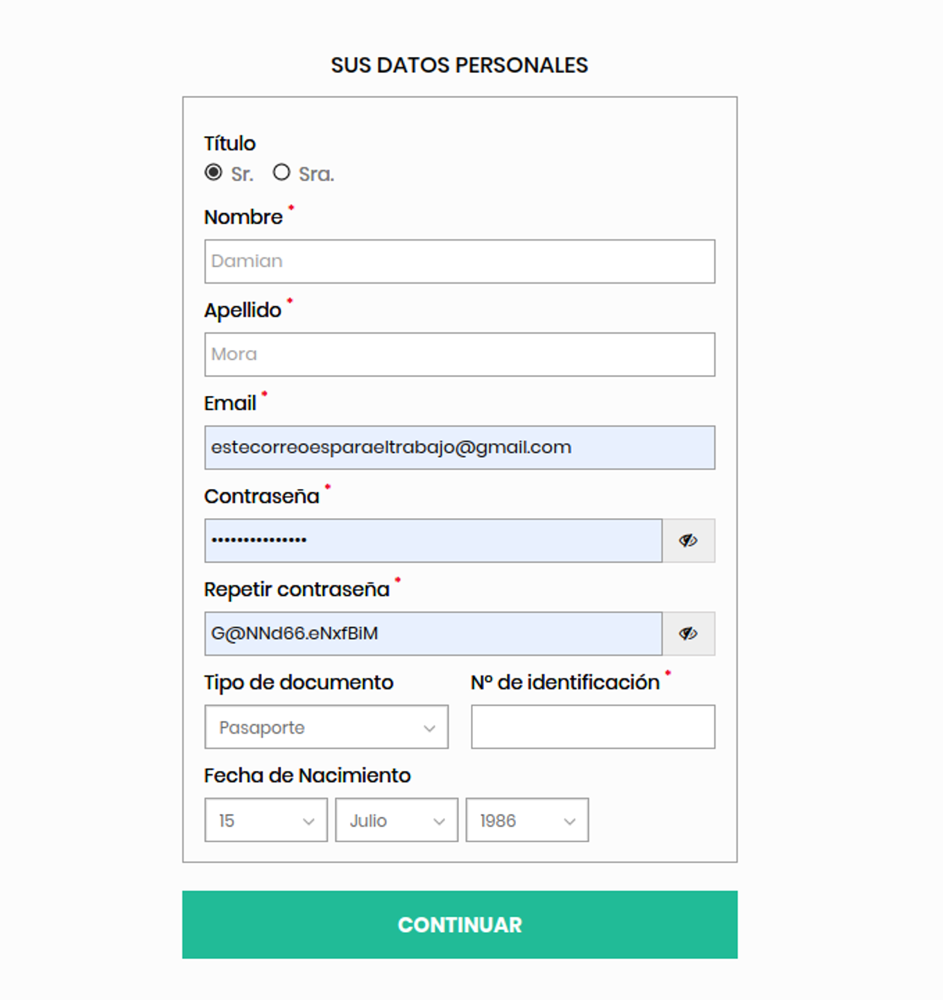 SUS DATOS PERSONALES
Título
Sr. Sra.
Nombre *
Damian
Apellido *
Mora
Email *
estecorreoesparaeltrabajo@gmail.com
Contraseña *
•••••••••••••••
Repetir contraseña *
G@NNd66.eNxfBiM
Tipo de documento Nº de identificación *
Pasaporte
Fecha de Nacimiento
15 Julio 1986
CONTINUAR